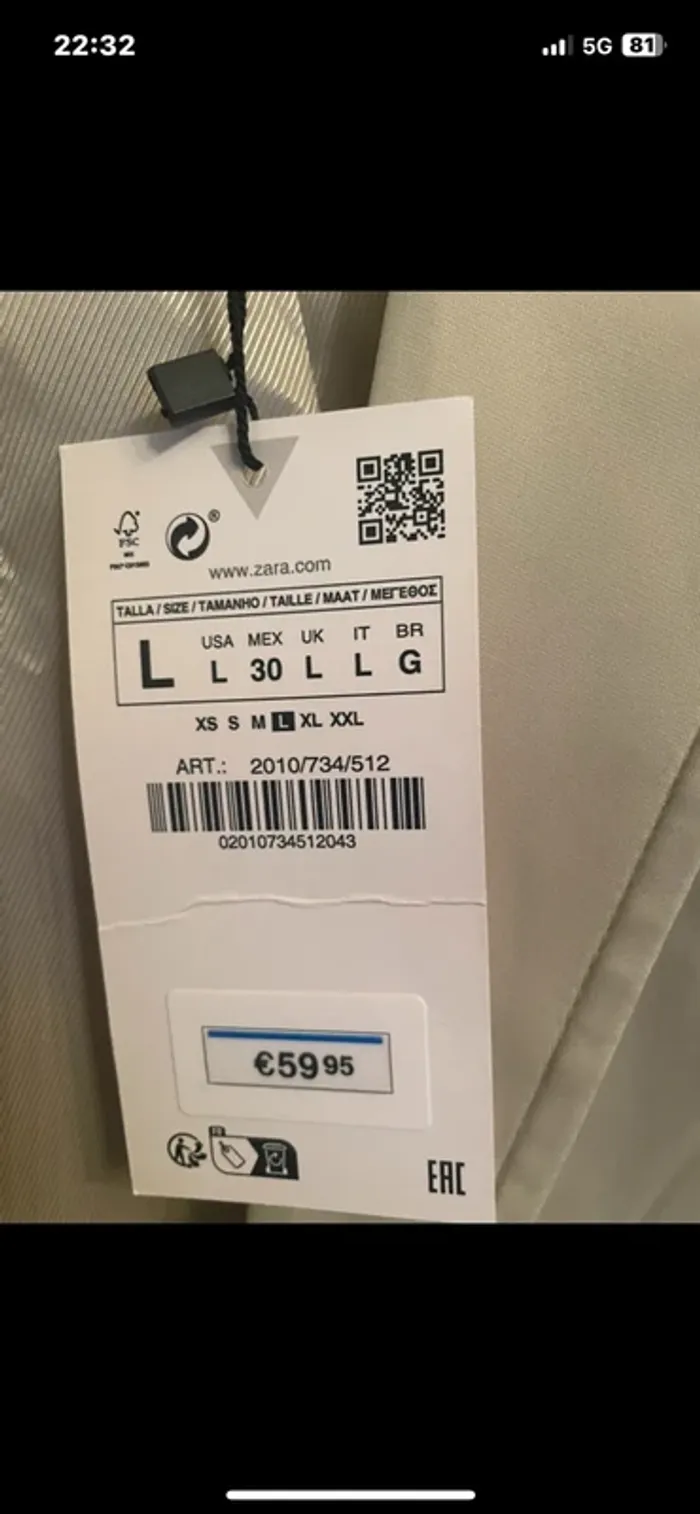 22:32 5G 81
FSC
www.zara.com
TALLA / SIZE / TAMANHO / TAILLE / MAAT / ΜΕΓΕΘΟΣ
USA MEX UK IT BR
L L 30 L L G
XS S M L XL XXL
ART.: 2010/734/512
02010734512043
€59 95
FR
EAC